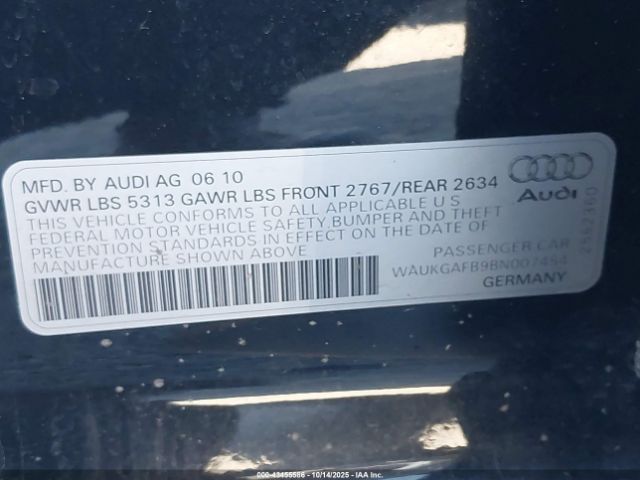 MFD. BY AUDI AG 06 10
GVWR LBS 5313 GAWR LBS FRONT 2767/REAR 2634
THIS VEHICLE CONFORMS TO ALL APPLICABLE U S
FEDERAL MOTOR VEHICLE SAFETY,BUMPER AND THEFT
PREVENTION STANDARDS IN EFFECT ON THE DATE OF
MANUFACTURE SHOWN ABOVE
Audi
PASSENGER CAR
WAUKGAFB9BN007454
GERMANY
2552360
000-43455586 - 10/14/2025 - IAA Inc.